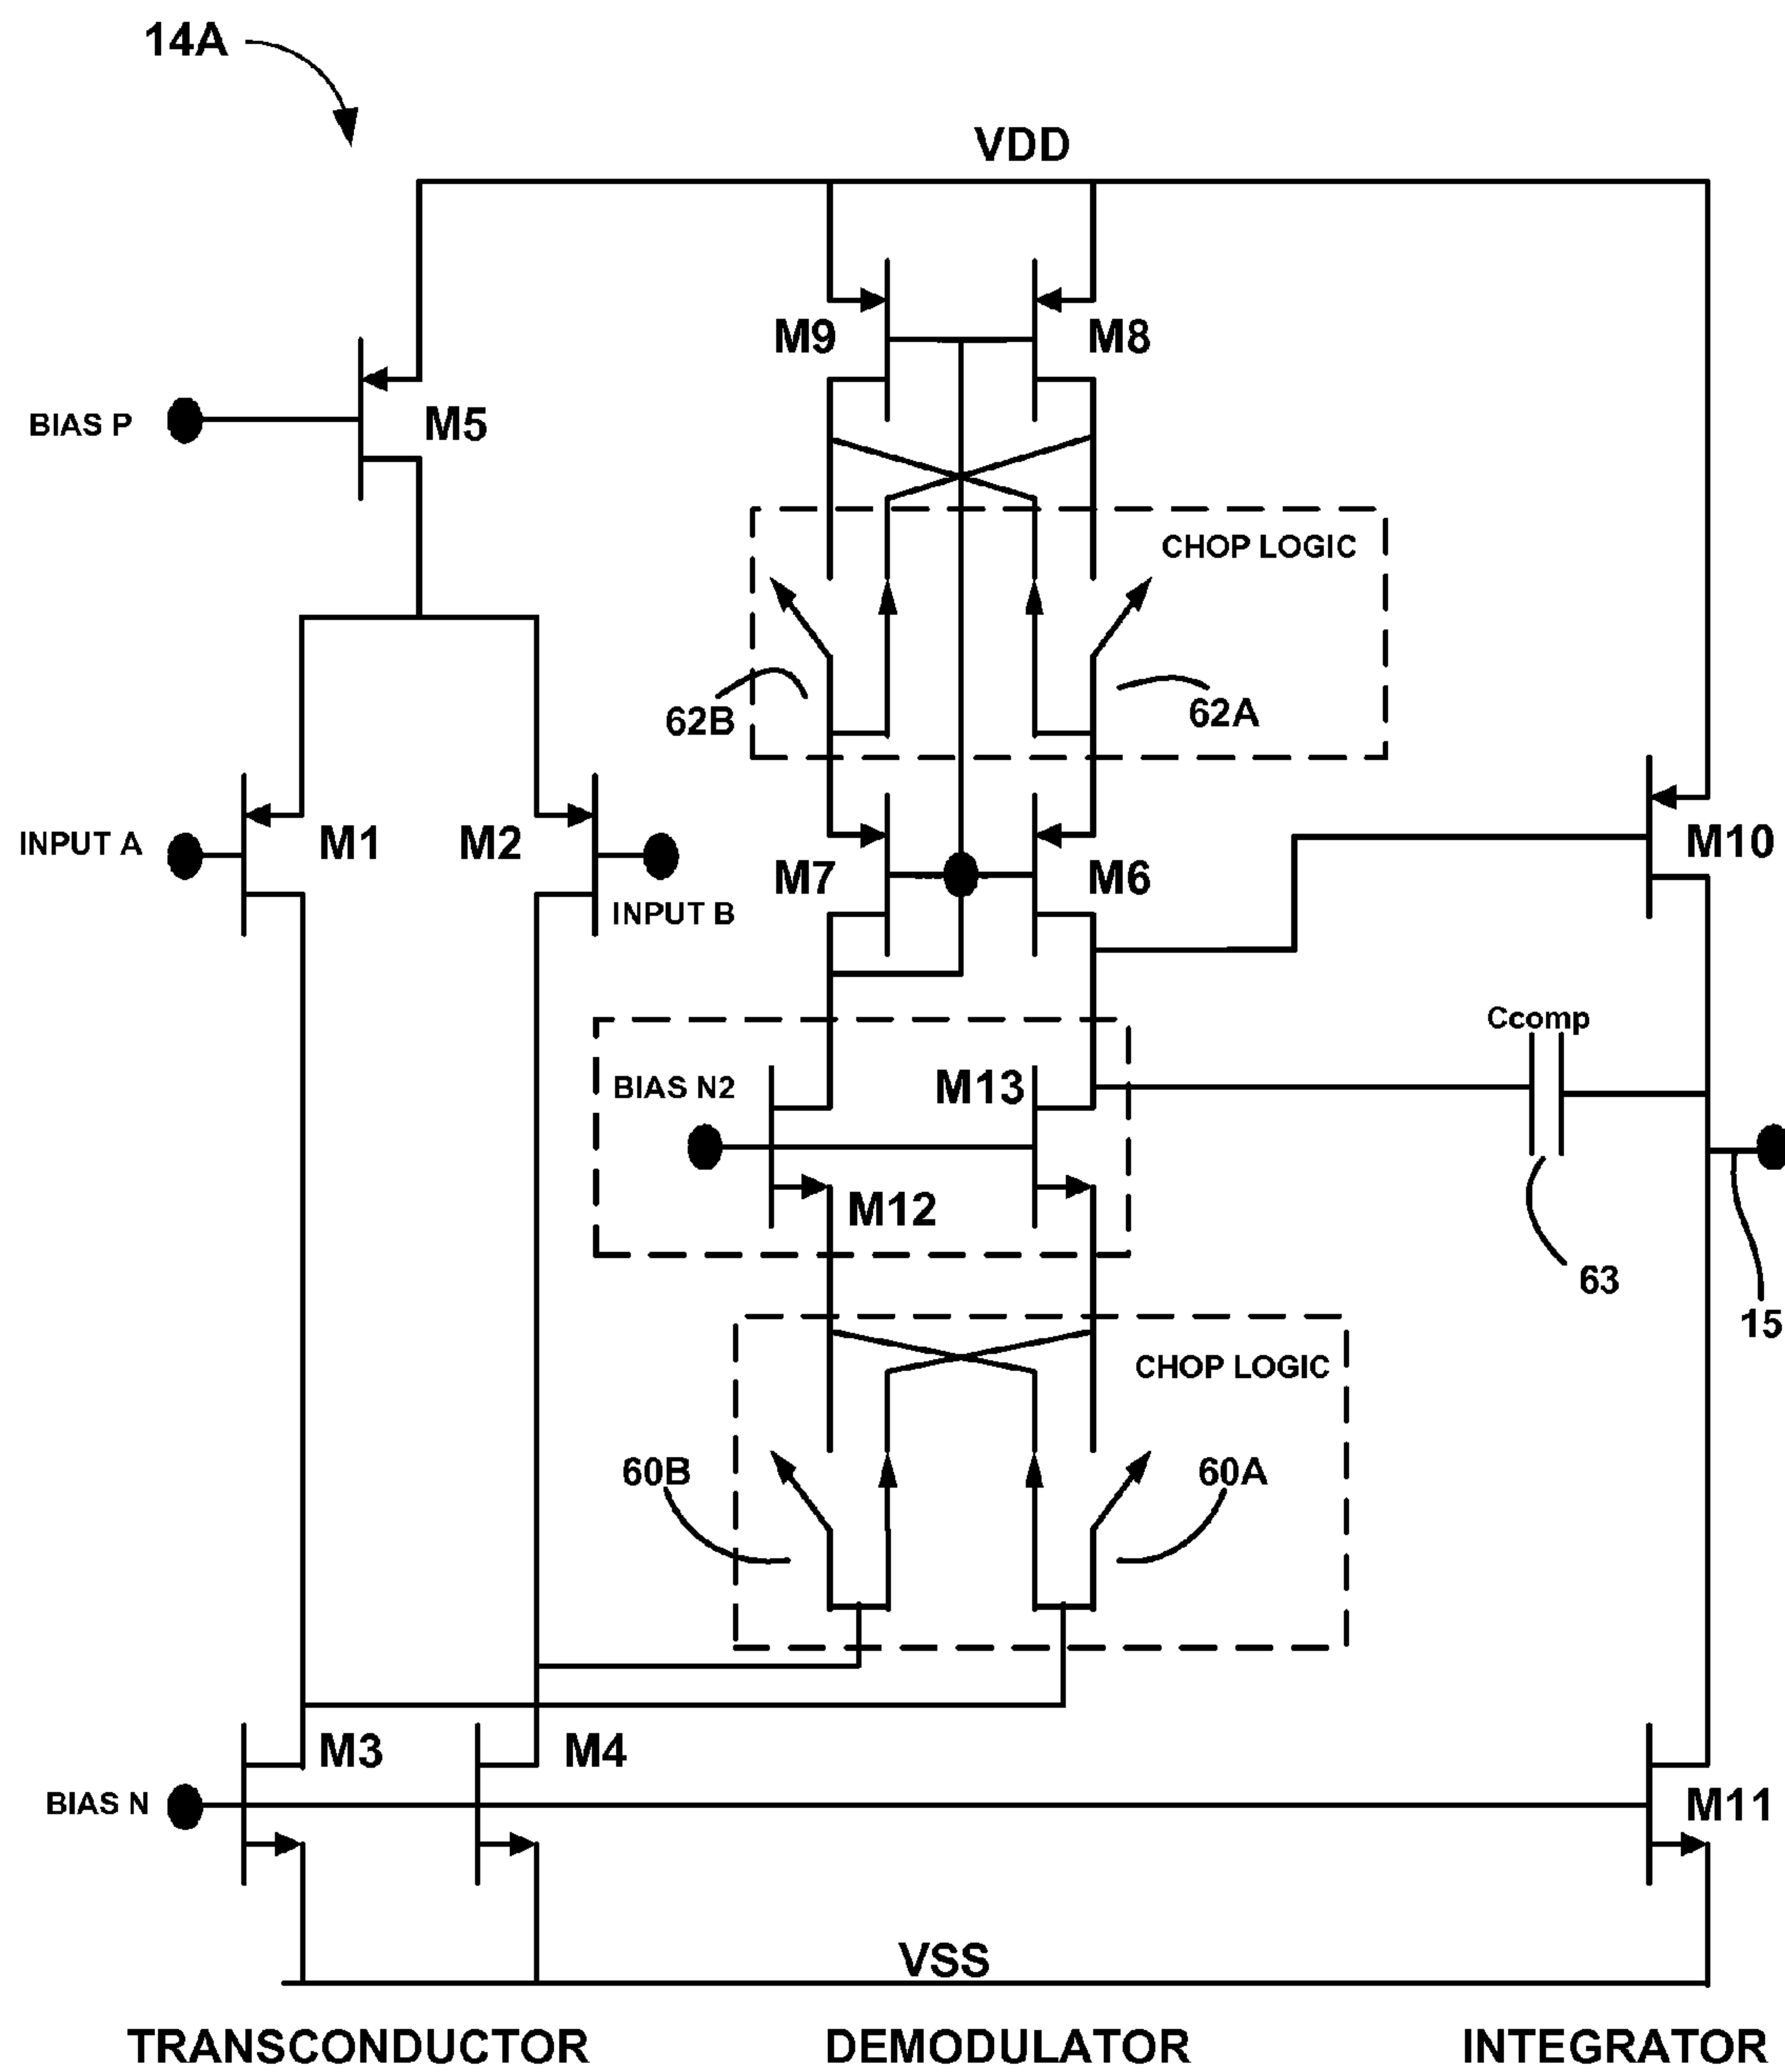 14A
VDD
M9
M8
BIAS P
M5
CHOP LOGIC
62B
62A
INPUT A
M1
M2
INPUT B
M7
M6
M10
Ccomp
BIAS N2
M13
M12
63
15
CHOP LOGIC
60B
60A
M3
M4
BIAS N
M11
VSS
TRANSCONDUCTOR
DEMODULATOR
INTEGRATOR